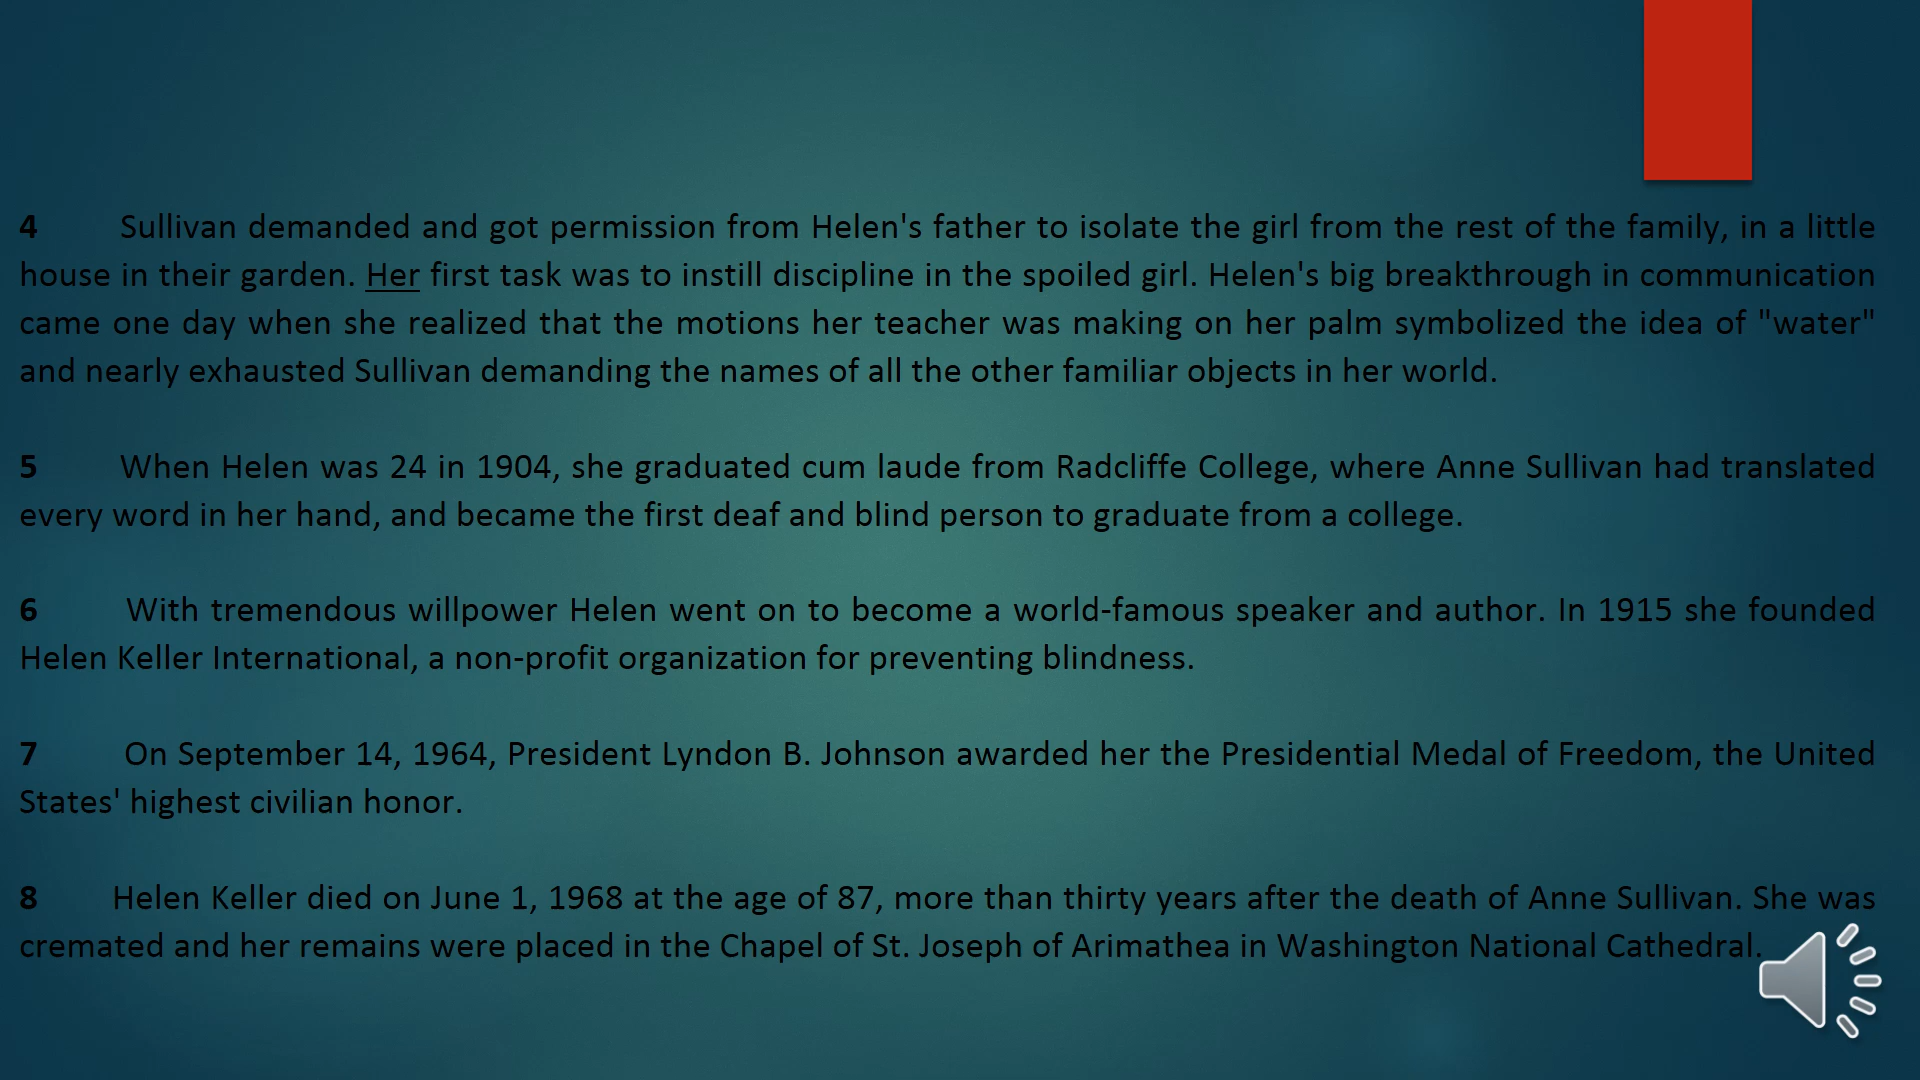 4 Sullivan demanded and got permission from Helen's father to isolate the girl from the rest of the family, in a little
house in their garden. Her first task was to instill discipline in the spoiled girl. Helen's big breakthrough in communication
came one day when she realized that the motions her teacher was making on her palm symbolized the idea of "water"
and nearly exhausted Sullivan demanding the names of all the other familiar objects in her world.
5 When Helen was 24 in 1904, she graduated cum laude from Radcliffe College, where Anne Sullivan had translated
every word in her hand, and became the first deaf and blind person to graduate from a college.
6 With tremendous willpower Helen went on to become a world-famous speaker and author. In 1915 she founded
Helen Keller International, a non-profit organization for preventing blindness.
7 On September 14, 1964, President Lyndon B. Johnson awarded her the Presidential Medal of Freedom, the United
States' highest civilian honor.
8 Helen Keller died on June 1, 1968 at the age of 87, more than thirty years after the death of Anne Sullivan. She was
cremated and her remains were placed in the Chapel of St. Joseph of Arimathea in Washington National Cathedral.